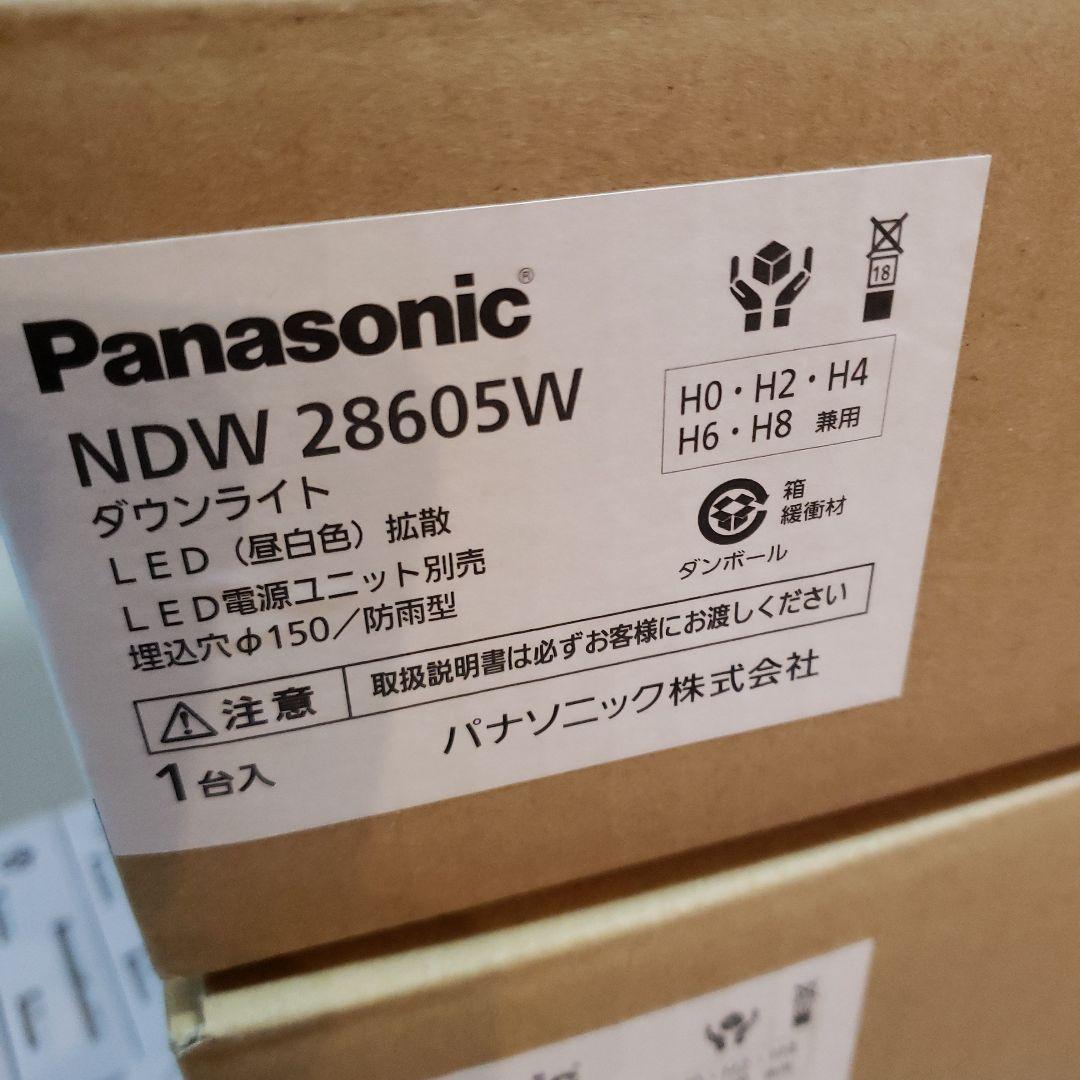 Panasonic®
NDW 28605W
ダウンライト
LED（昼白色）拡散
LED電源ユニット別売
埋込穴φ150／防雨型
注意
取扱説明書は必ずお客様にお渡しください
1台入
パナソニック株式会社
18
H0・H2・H4
H6・H8 兼用
箱
緩衝材
ダンボール